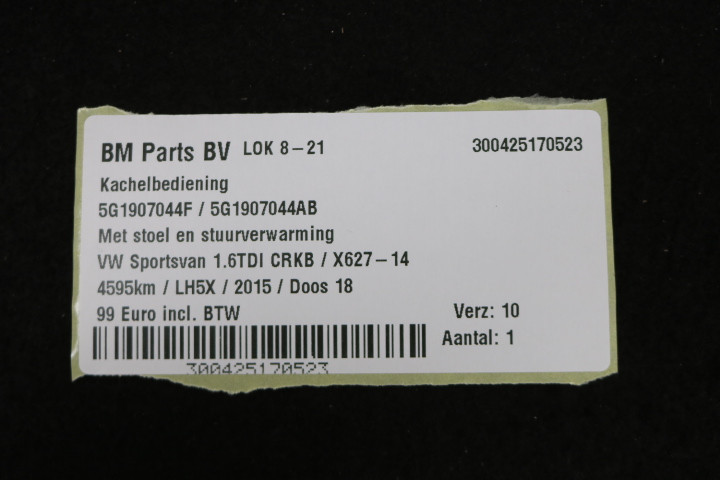 BM Parts BV LOK 8-21 300425170523
Kachelbediening
5G1907044F / 5G1907044AB
Met stoel en stuurverwarming
VW Sportsvan 1.6TDI CRKB / X627-14
4595km / LH5X / 2015 / Doos 18
99 Euro incl. BTW Verz: 10
Aantal: 1
300425170523